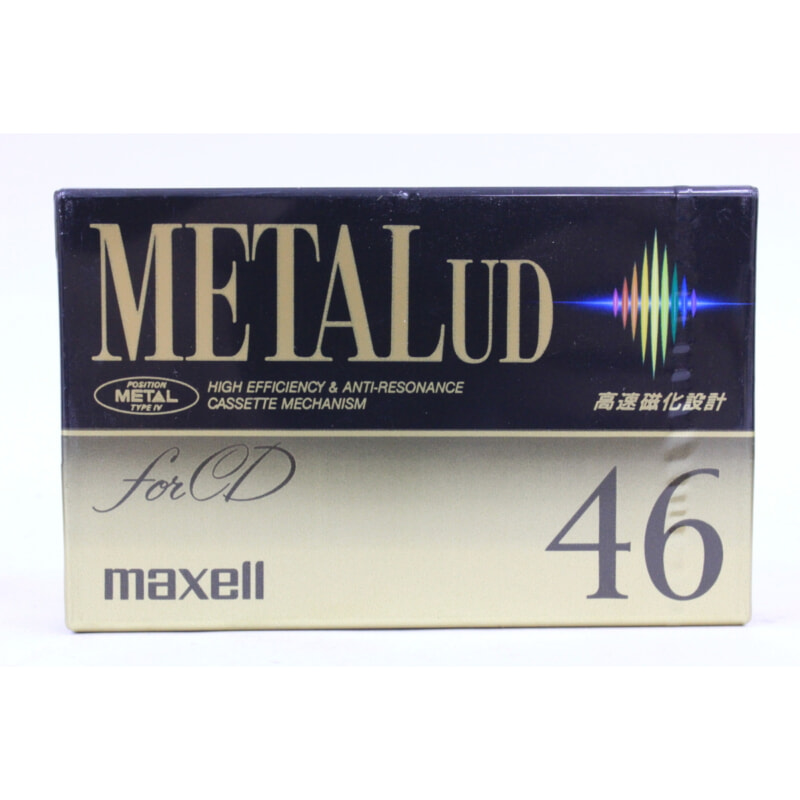 METAL UD
POSITION
METAL
TYPE IV
HIGH EFFICIENCY & ANTI-RESONANCE
CASSETTE MECHANISM
高速磁化設計
for CD
46
maxell